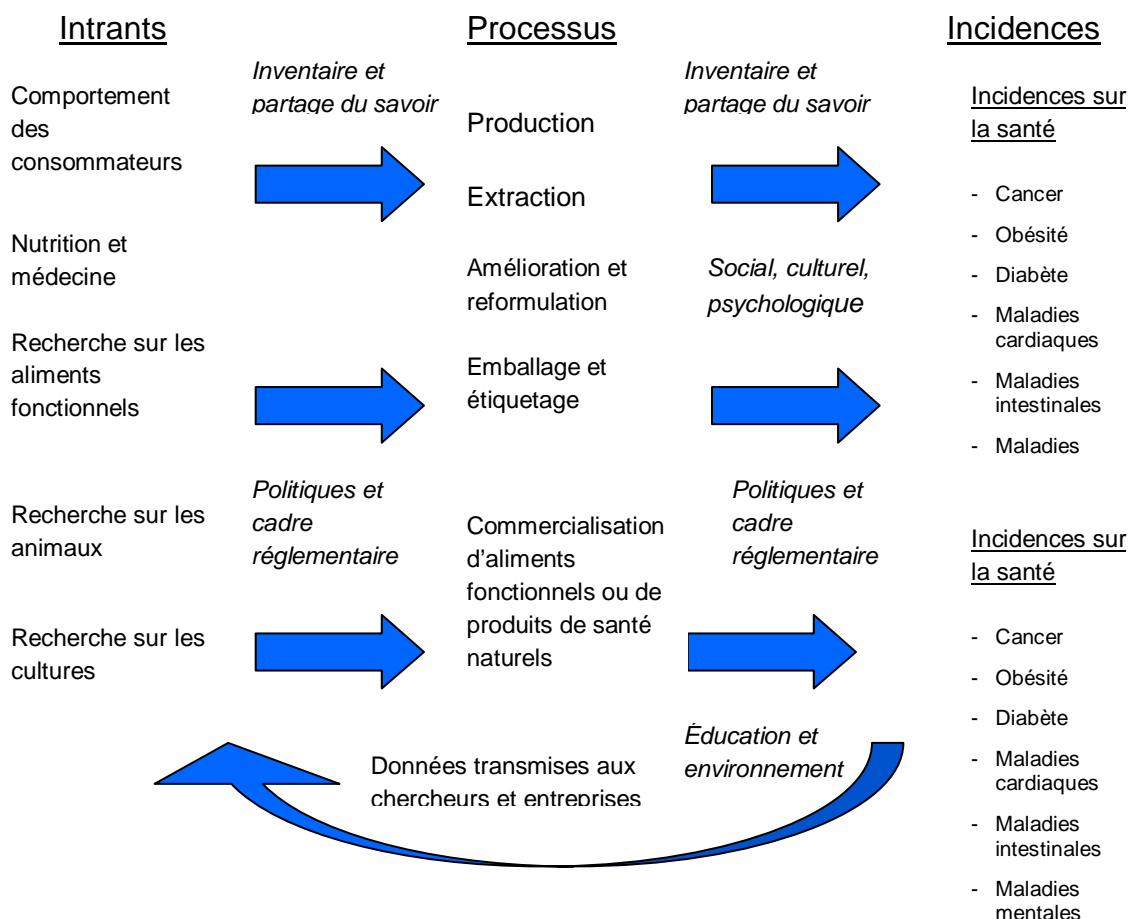 Intrants
Processus
Incidences
Comportement
des
consommateurs
Nutrition et
médecine
Recherche sur les
aliments
fonctionnels
Recherche sur les
animaux
Recherche sur les
cultures
Inventaire et
partage du savoir
Politiques et
cadre
réglementaire
Production
Extraction
Amélioration et
reformulation
Emballage et
étiquetage
Commercialisation
d'aliments
fonctionnels ou de
produits de santé
naturels
Inventaire et
partage du savoir
Social, culturel,
psychologique
Politiques et
cadre
réglementaire
Éducation et
environnement
Données transmises aux
chercheurs et entreprises
Incidences sur
la santé
- Cancer
- Obésité
- Diabète
- Maladies
cardiaques
- Maladies
intestinales
- Maladies
Incidences sur
la santé
- Cancer
- Obésité
- Diabète
- Maladies
cardiaques
- Maladies
intestinales
- Maladies
mentales